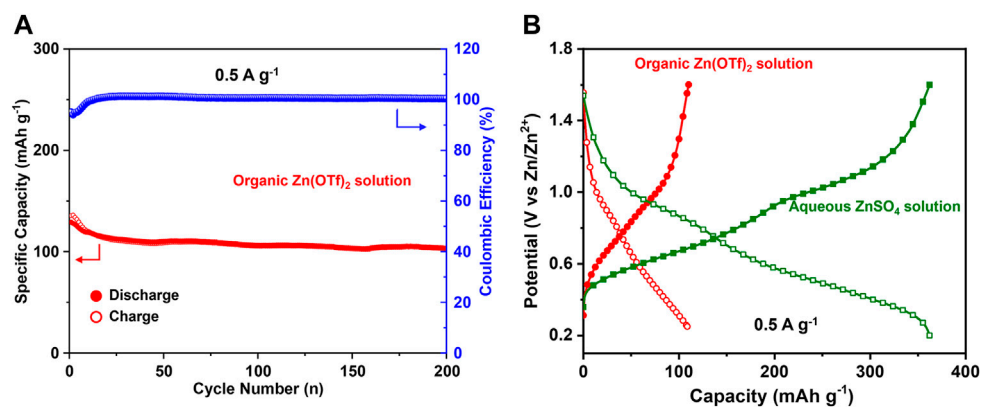 A
300
250
200
150
100
50
0
Specific Capacity (mAh g-1)
0.5 A g-1
Organic Zn(OTf)2 solution
Discharge
Charge
0 50 100 150 200
Cycle Number (n)
120
100
80
60
40
20
0
Coulombic Efficiency (%)
B
Organic Zn(OTf)2 solution
1.8
1.4
1.0
0.6
0.2
Potential (V vs Zn/Zn2+)
Aqueous ZnSO4 solution
0.5 A g-1
0 100 200 300 400
Capacity (mAh g-1)